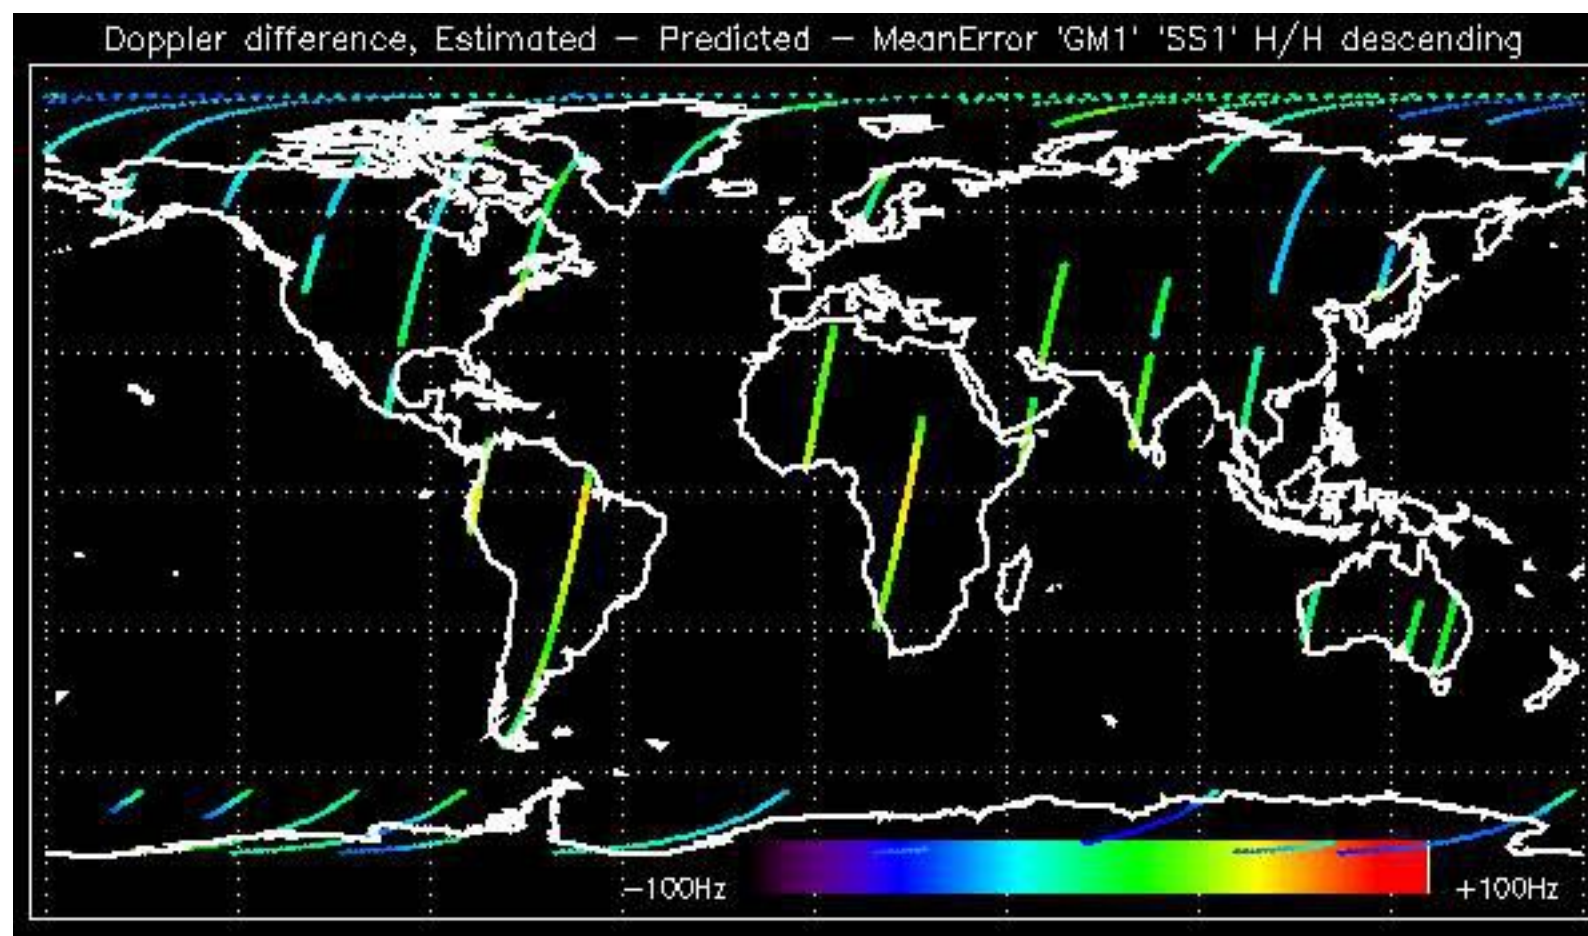 Doppler difference, Estimated − Predicted − MeanError 'GM1' 'SS1' H/H descending
−100Hz +100Hz